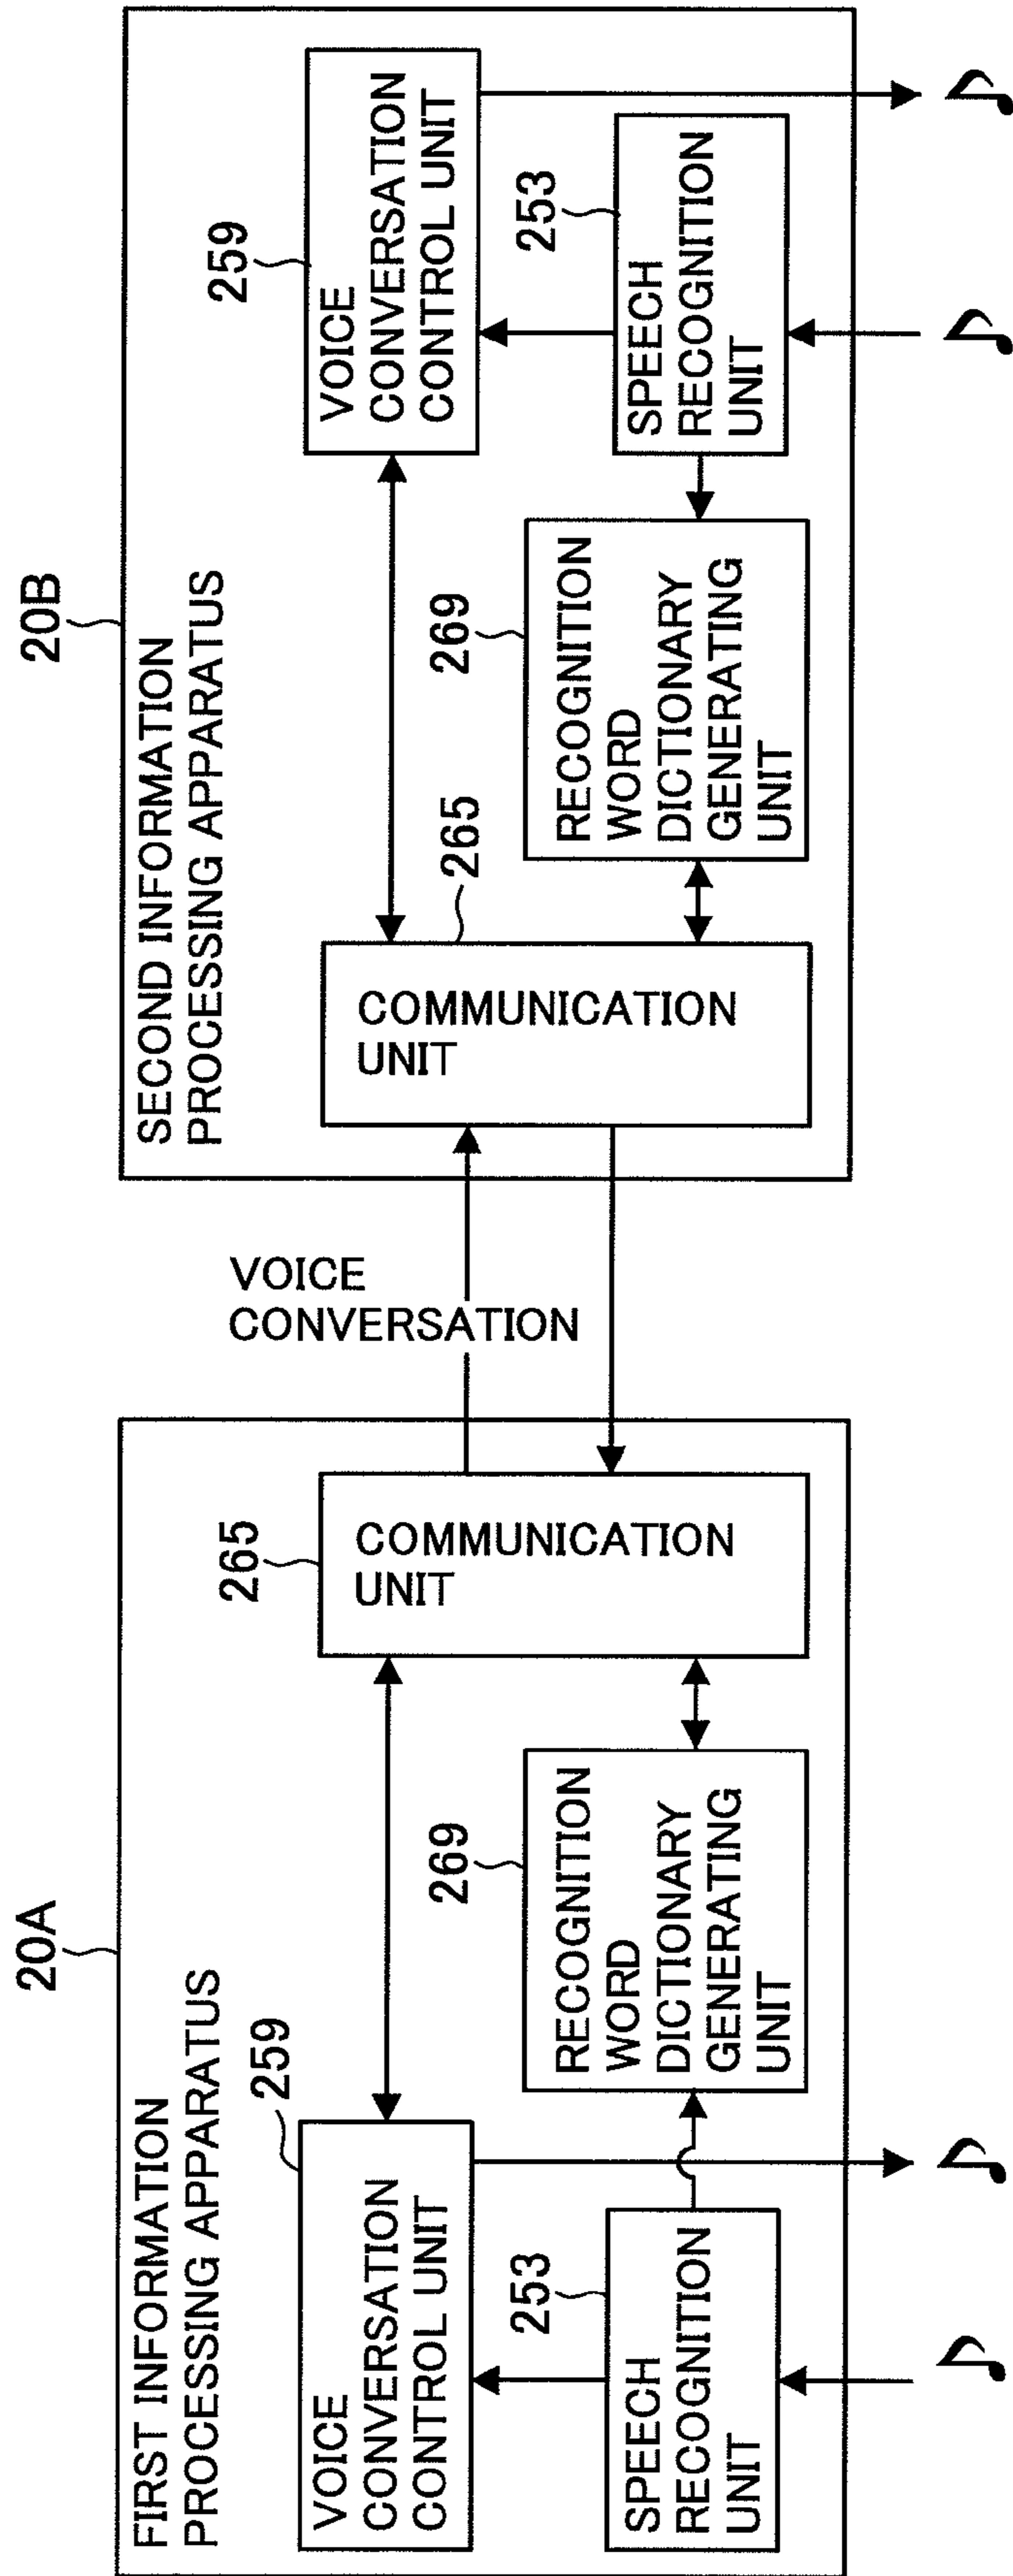 20A
FIRST INFORMATION
PROCESSING APPARATUS
259
VOICE
CONVERSATION
CONTROL UNIT
253
SPEECH
RECOGNITION
UNIT
269
RECOGNITION
WORD
DICTIONARY
GENERATING
UNIT
265
COMMUNICATION
UNIT
VOICE
CONVERSATION
20B
SECOND INFORMATION
PROCESSING APPARATUS
265
COMMUNICATION
UNIT
269
RECOGNITION
WORD
DICTIONARY
GENERATING
UNIT
259
VOICE
CONVERSATION
CONTROL UNIT
253
SPEECH
RECOGNITION
UNIT